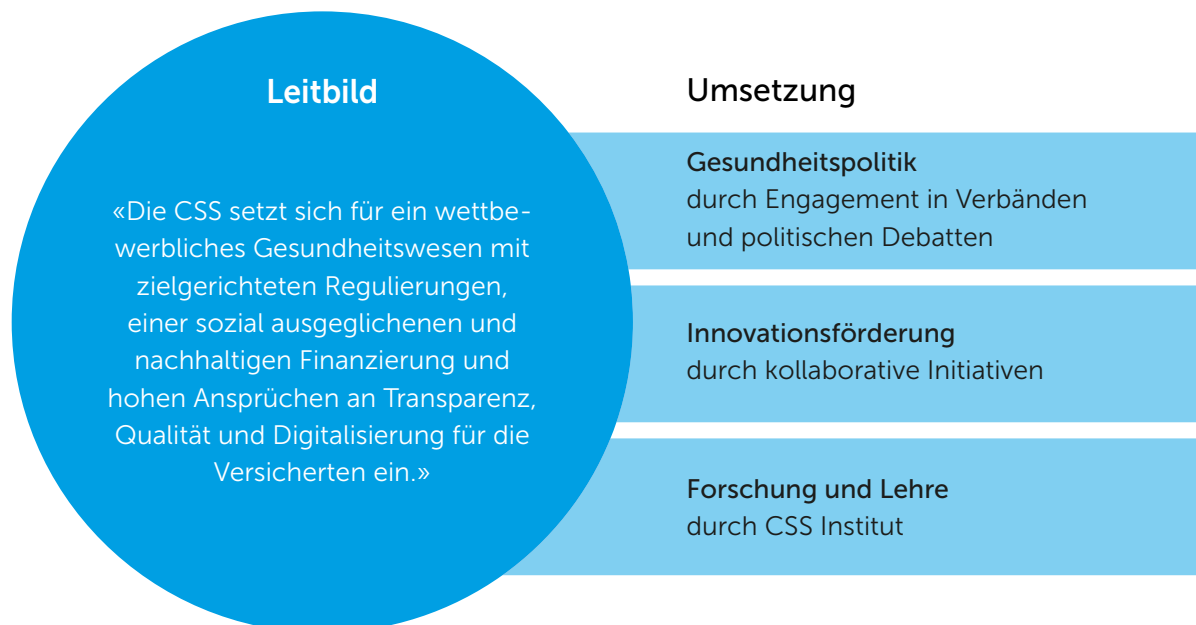 Leitbild
«Die CSS setzt sich für ein wettbe-
werbliches Gesundheitswesen mit
zielgerichteten Regulierungen,
einer sozial ausgeglichenen und
nachhaltigen Finanzierung und
hohen Ansprüchen an Transparenz,
Qualität und Digitalisierung für die
Versicherten ein.»
Umsetzung
Gesundheitspolitik
durch Engagement in Verbänden
und politischen Debatten
Innovationsförderung
durch kollaborative Initiativen
Forschung und Lehre
durch CSS Institut